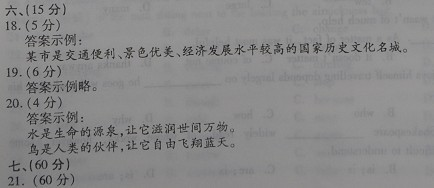 六、(15分)
18.(5分)
答案示例:
某市是交通便利、景色优美、经济发展水平较高的国家历史文化名城。
19.(6分)
答案示例略。
20.(4分)
答案示例:
水是生命的源泉,让它滋润世间万物。
鸟是人类的伙伴,让它自由飞翔蓝天。
七、(60分)
21.(60分)